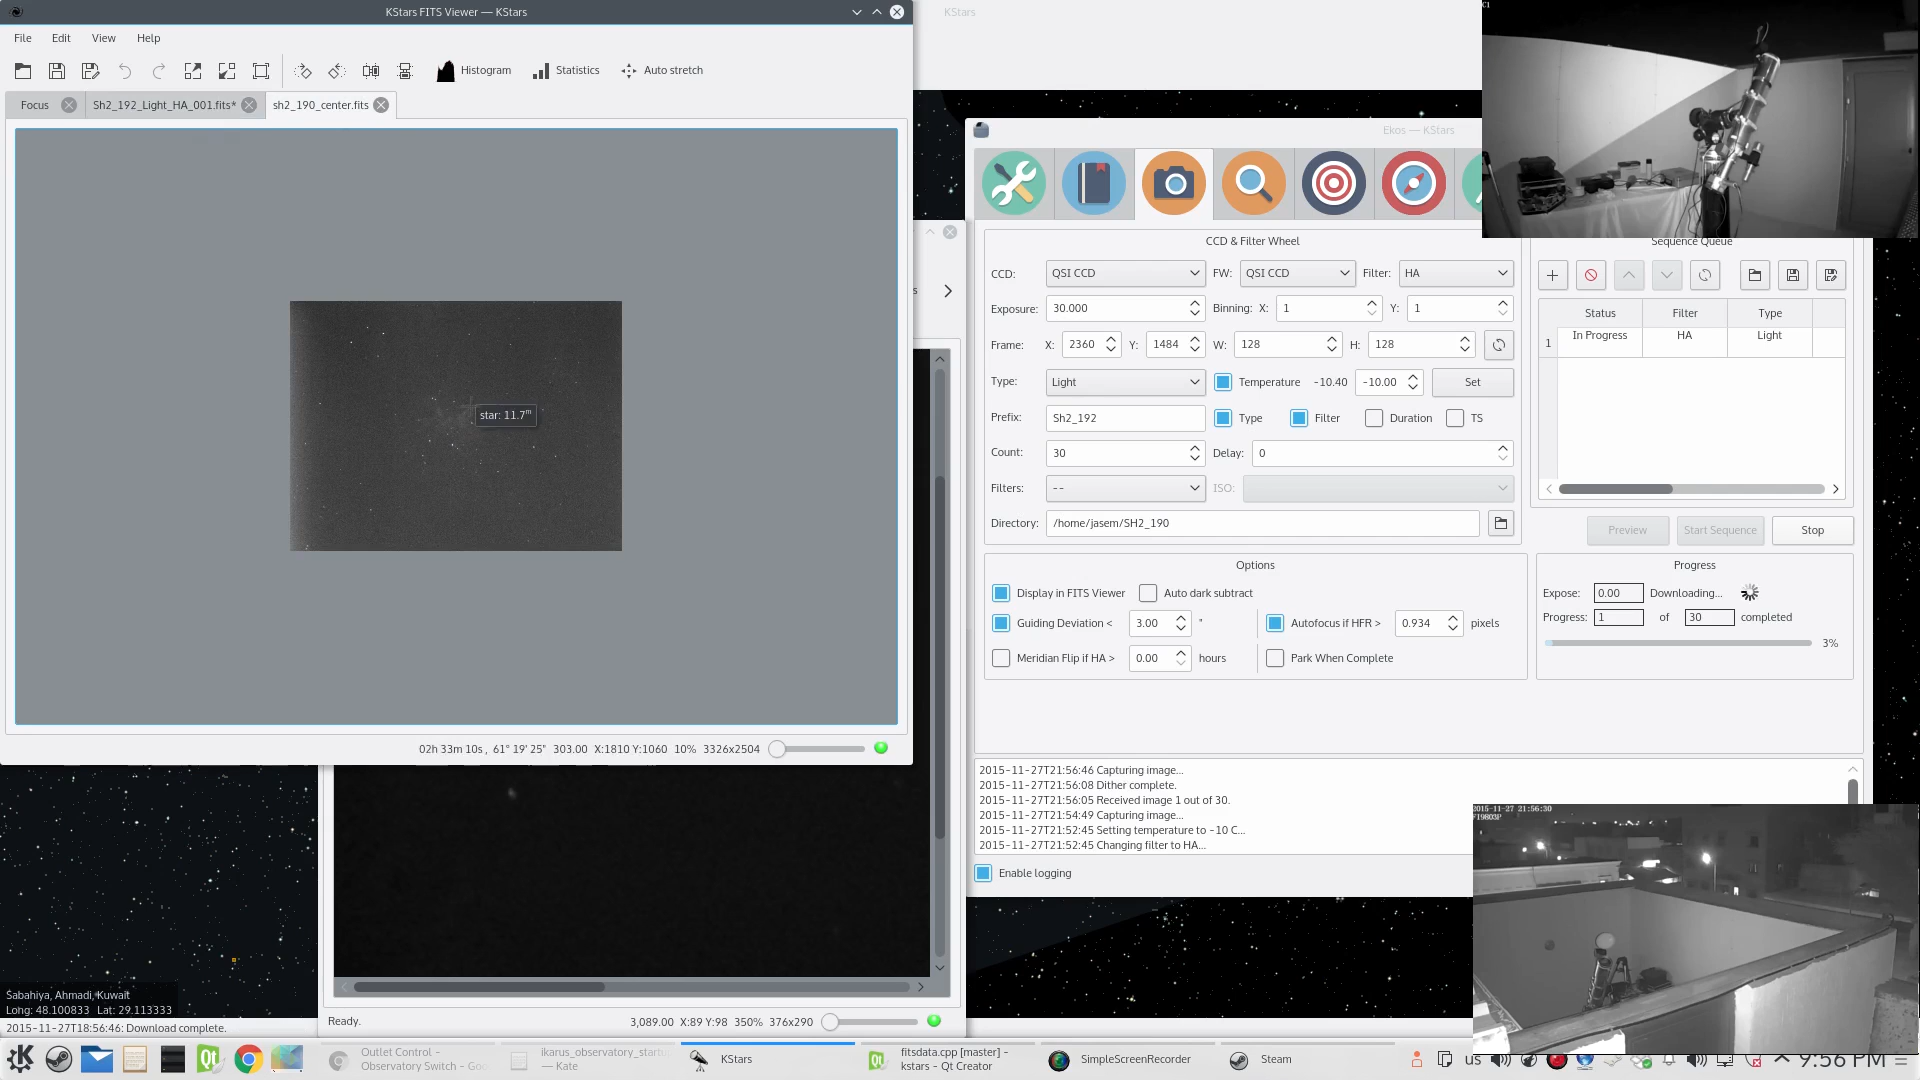 KStars FITS Viewer — KStars
KStars
C1
File Edit View Help
Histogram Statistics Auto stretch
Focus Sh2_192_Light_HA_001.fits* sh2_190_center.fits
Ekos — KStars
CCD & Filter Wheel
Sequence Queue
CCD: QSI CCD FW: QSI CCD Filter: HA
Exposure: 30.000 Binning: X: 1 Y: 1
Status Filter Type
1 In Progress HA Light
Frame: X: 2360 Y: 1484 W: 128 H: 128
Type: Light Temperature -10.40 -10.00 Set
star: 11.7m
Prefix: Sh2_192 Type Filter Duration TS
Count: 30 Delay: 0
Filters: -- ISO:
Directory: /home/jasem/SH2_190
Preview Start Sequence Stop
Options
Progress
Display in FITS Viewer Auto dark subtract
Expose: 0.00 Downloading...
Guiding Deviation < 3.00 " Autofocus if HFR > 0.934 pixels
Progress: 1 of 30 completed
3%
Meridian Flip if HA > 0.00 hours Park When Complete
02h 33m 10s , 61° 19' 25" 303.00 X:1810 Y:1060 10% 3326x2504
2015-11-27T21:56:46 Capturing image...
2015-11-27T21:56:08 Dither complete.
2015-11-27T21:56:05 Received image 1 out of 30.
2015-11-27T21:54:49 Capturing image...
2015-11-27T21:52:45 Setting temperature to -10 C...
2015-11-27T21:52:45 Changing filter to HA...
2015-11-27 21:56:30
F19803P
Enable logging
Sabahiya, Ahmadi, Kuwait
Long: 48.100833 Lat: 29.113333
2015-11-27T18:56:46: Download complete.
Ready. 3,089.00 X:89 Y:98 350% 376x290
Outlet Control –
Observatory Switch – Goo
ikarus_observatory_startu
— Kate
KStars
fitsdata.cpp [master] –
kstars – Qt Creator
SimpleScreenRecorder
Steam
us
9:56 PM